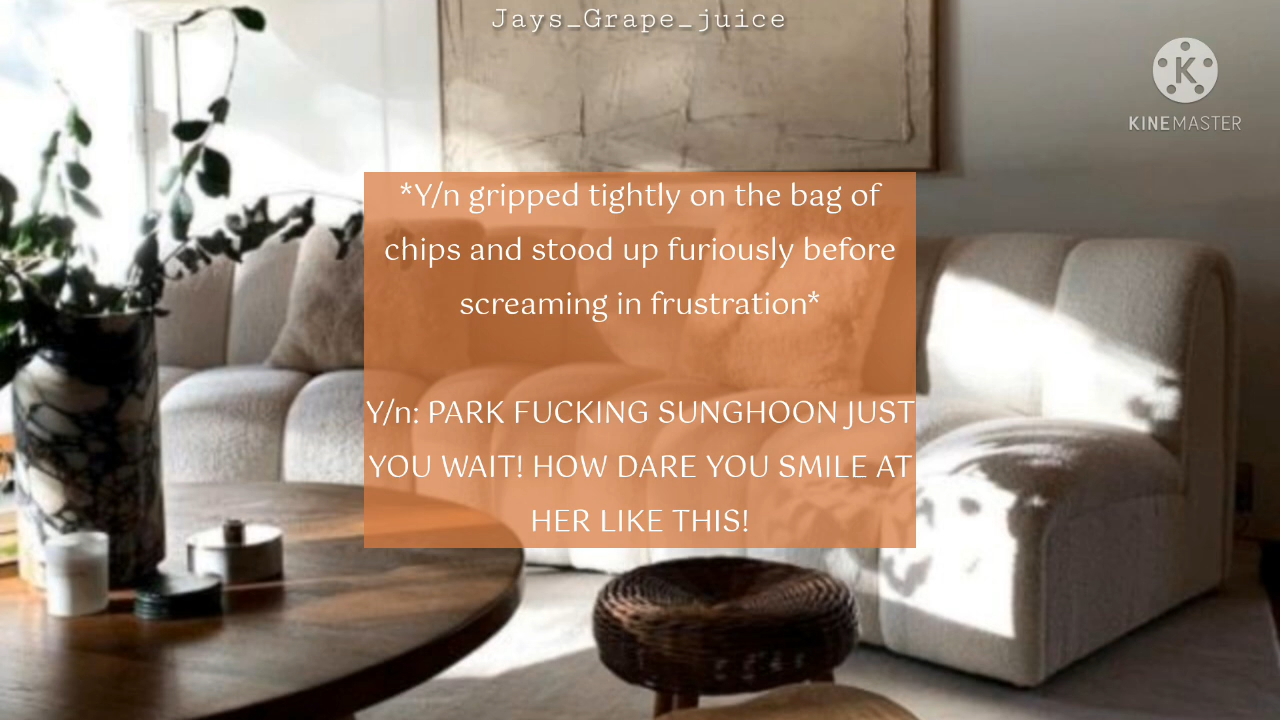 Jays_Grape_juice
K
KINEMASTER
*Y/n gripped tightly on the bag of
chips and stood up furiously before
screaming in frustration*
Y/n: PARK FUCKING SUNGHOON JUST
YOU WAIT! HOW DARE YOU SMILE AT
HER LIKE THIS!